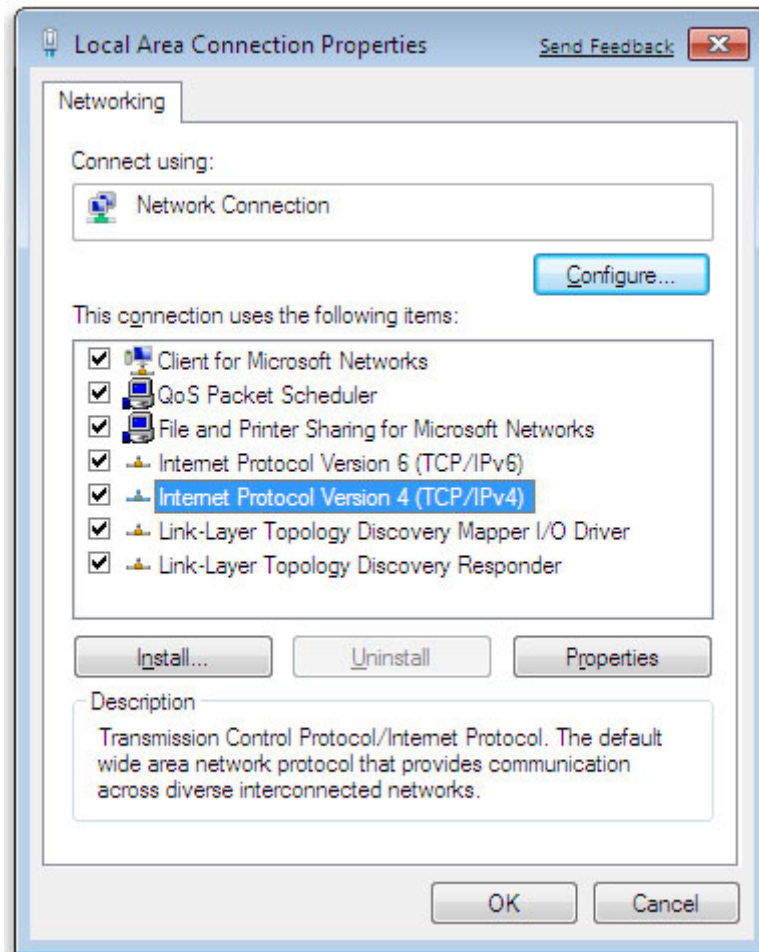 Local Area Connection Properties Send Feedback
Networking
Connect using:
Network Connection
Configure...
This connection uses the following items:
Client for Microsoft Networks
QoS Packet Scheduler
File and Printer Sharing for Microsoft Networks
Internet Protocol Version 6 (TCP/IPv6)
Internet Protocol Version 4 (TCP/IPv4)
Link-Layer Topology Discovery Mapper I/O Driver
Link-Layer Topology Discovery Responder
Install... Uninstall Properties
Description
Transmission Control Protocol/Internet Protocol. The default
wide area network protocol that provides communication
across diverse interconnected networks.
OK Cancel